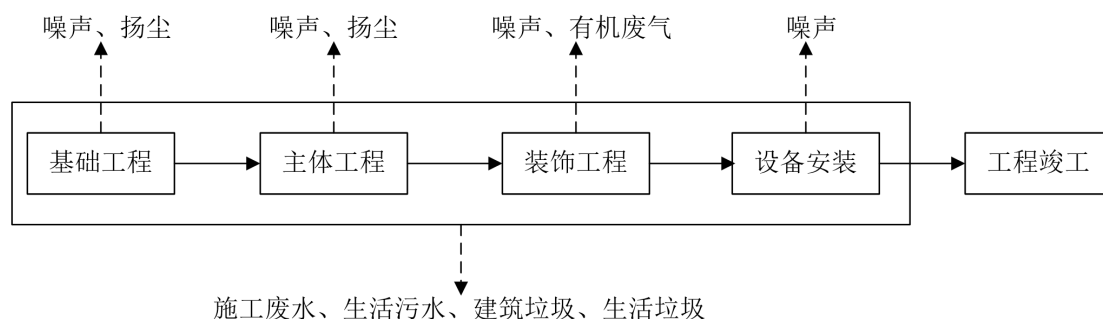 噪声、扬尘
噪声、扬尘
噪声、有机废气
噪声
基础工程
主体工程
装饰工程
设备安装
工程竣工
施工废水、生活污水、建筑垃圾、生活垃圾